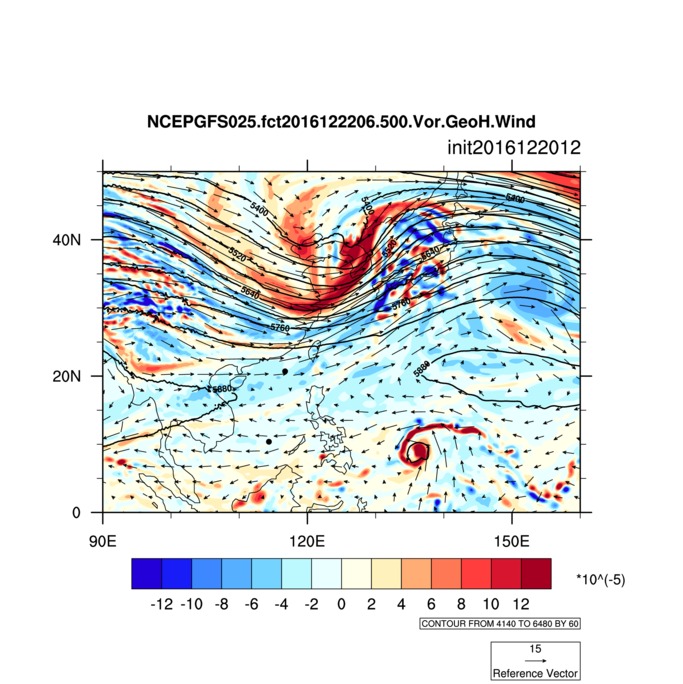 NCEPGFS025.fct2016122206.500.Vor.GeoH.Wind
init2016122012
5400
5400
5400
40N
5520
5640
5640
5760
5760
5880
20N
5880
0
90E 120E 150E
-12 -10 -8 -6 -4 -2 0 2 4 6 8 10 12
*10^(-5)
CONTOUR FROM 4140 TO 6480 BY 60
15
Reference Vector